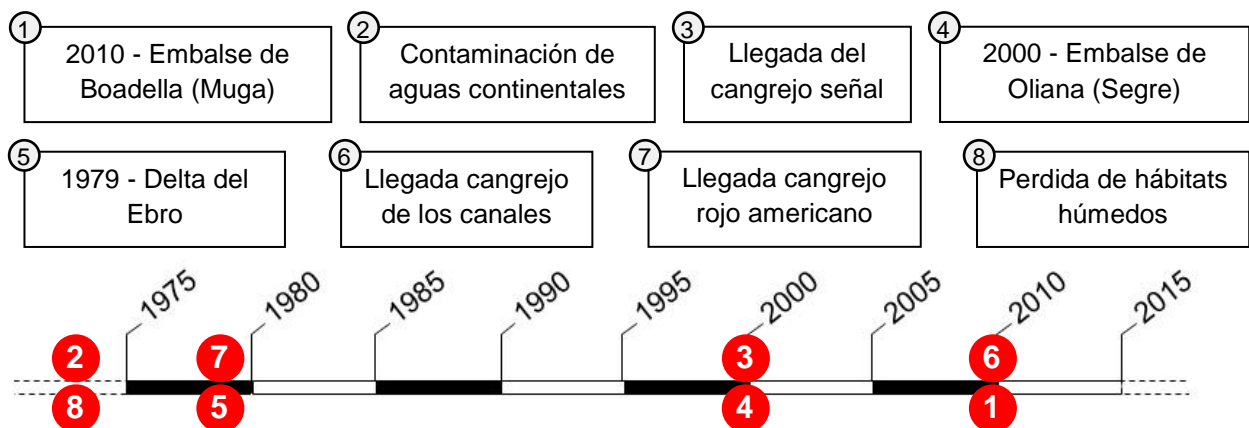 1
2010 - Embalse de
Boadella (Muga)
2
Contaminación de
aguas continentales
3
Llegada del
cangrejo señal
4
2000 - Embalse de
Oliana (Segre)
5
1979 - Delta del
Ebro
6
Llegada cangrejo
de los canales
7
Llegada cangrejo
rojo americano
8
Perdida de hábitats
húmedos
1975 1980 1985 1990 1995 2000 2005 2010 2015
2 7 3 6
8 5 4 1